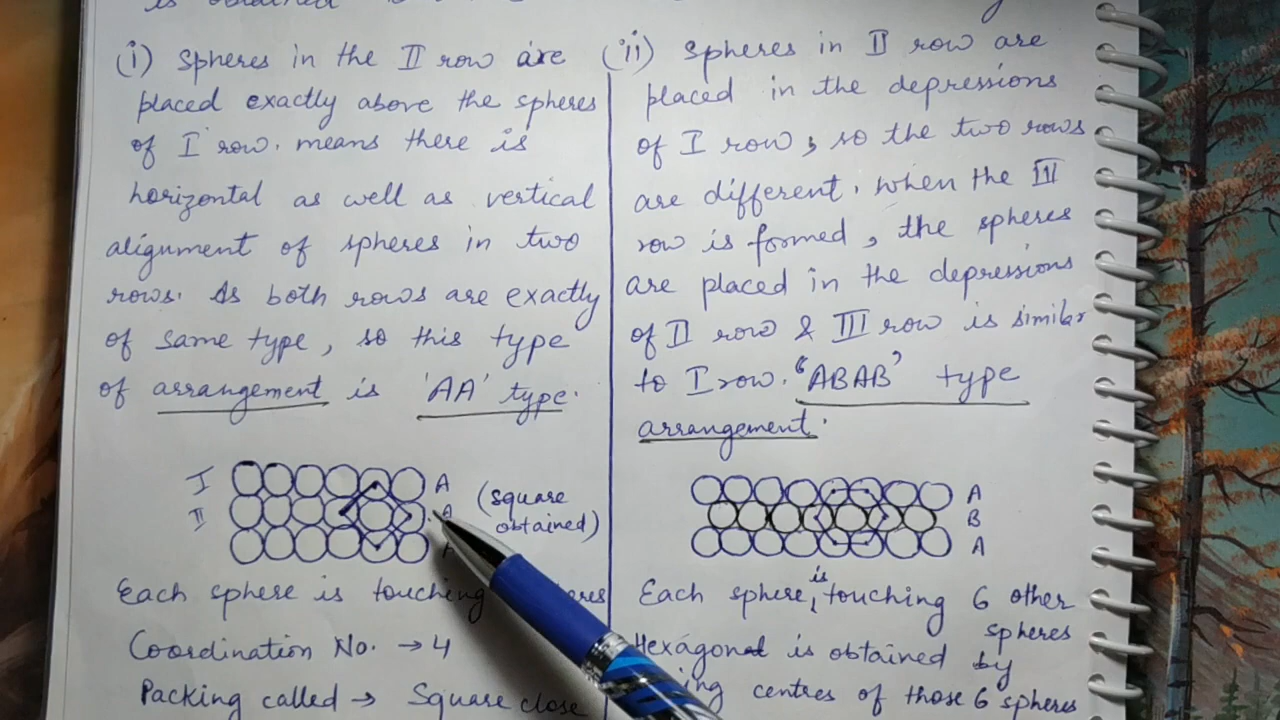 is obtained
(i) Spheres in the II row are
placed exactly above the spheres
of I row. means there is
horizontal as well as vertical
alignment of spheres in two
rows. As both rows are exactly
of same type, so this type
of arrangement is 'AA' type.
I A
II A (square
obtained)
A
Each sphere is touching
Coordination No. → 4
Packing called → Square close
(ii) Spheres in II row are
placed in the depressions
of I row, so the two rows
are different. When the III
row is formed, the spheres
are placed in the depressions
of II row & III row is similar
to I row. "ABAB" type
arrangement.
A
B
A
Each sphere is touching 6 other
spheres
Hexagon is obtained by
centres of those 6 spheres